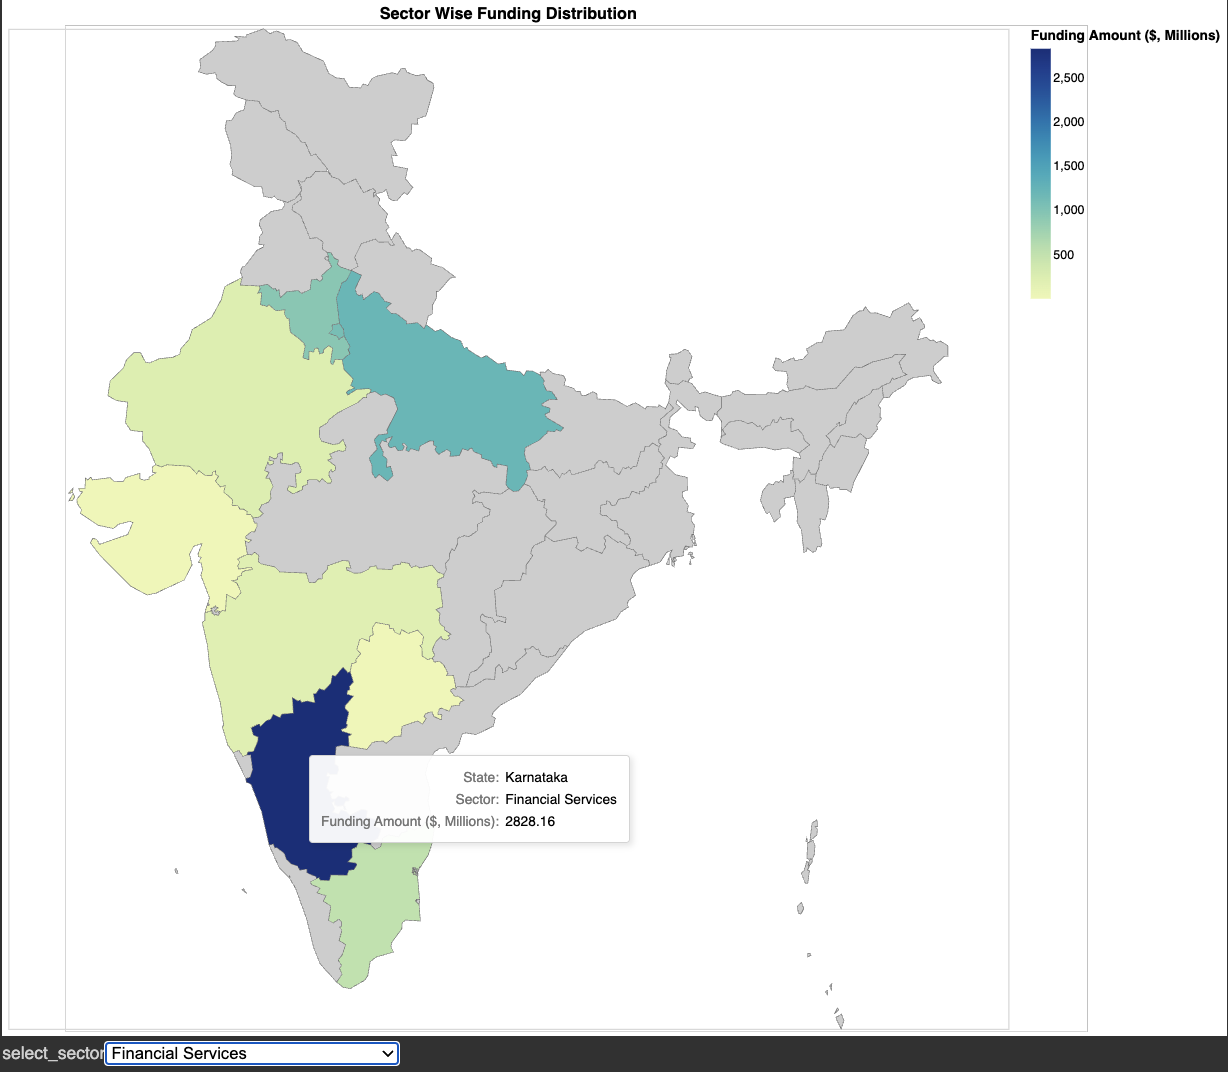 Sector Wise Funding Distribution
Funding Amount ($, Millions)
2,500
2,000
1,500
1,000
500
State: Karnataka
Sector: Financial Services
Funding Amount ($, Millions): 2828.16
select_sector Financial Services